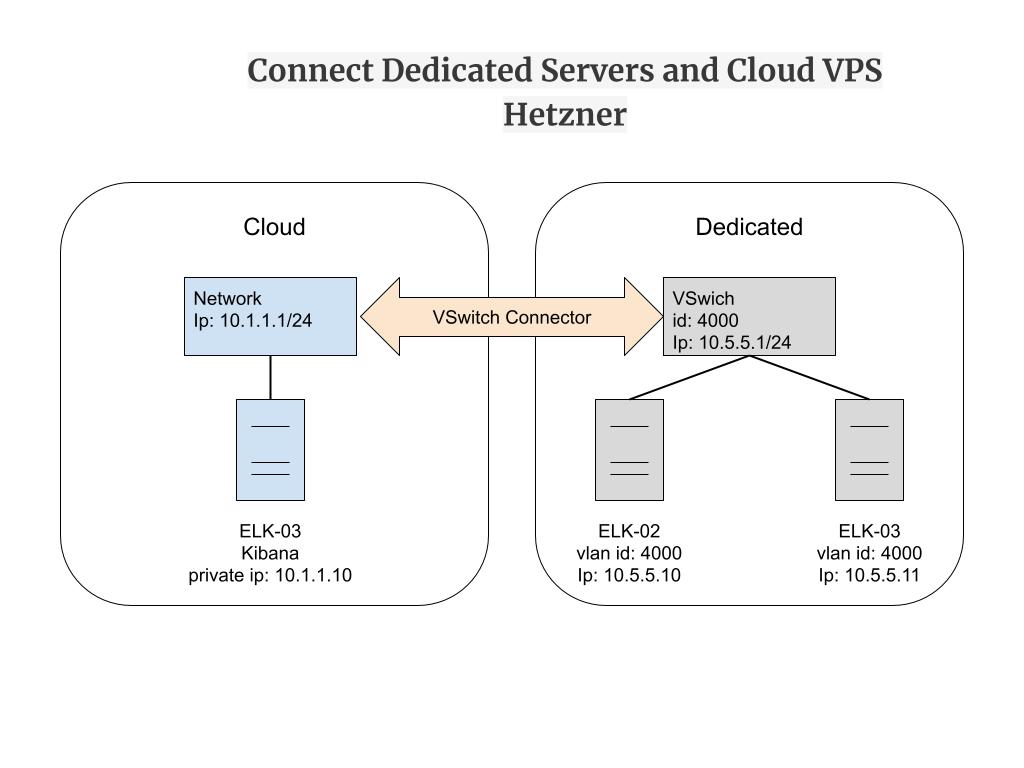 Connect Dedicated Servers and Cloud VPS
Hetzner
Cloud
Dedicated
Network
Ip: 10.1.1.1/24
VSwitch Connector
VSwich
id: 4000
Ip: 10.5.5.1/24
ELK-03
Kibana
private ip: 10.1.1.10
ELK-02
vlan id: 4000
Ip: 10.5.5.10
ELK-03
vlan id: 4000
Ip: 10.5.5.11